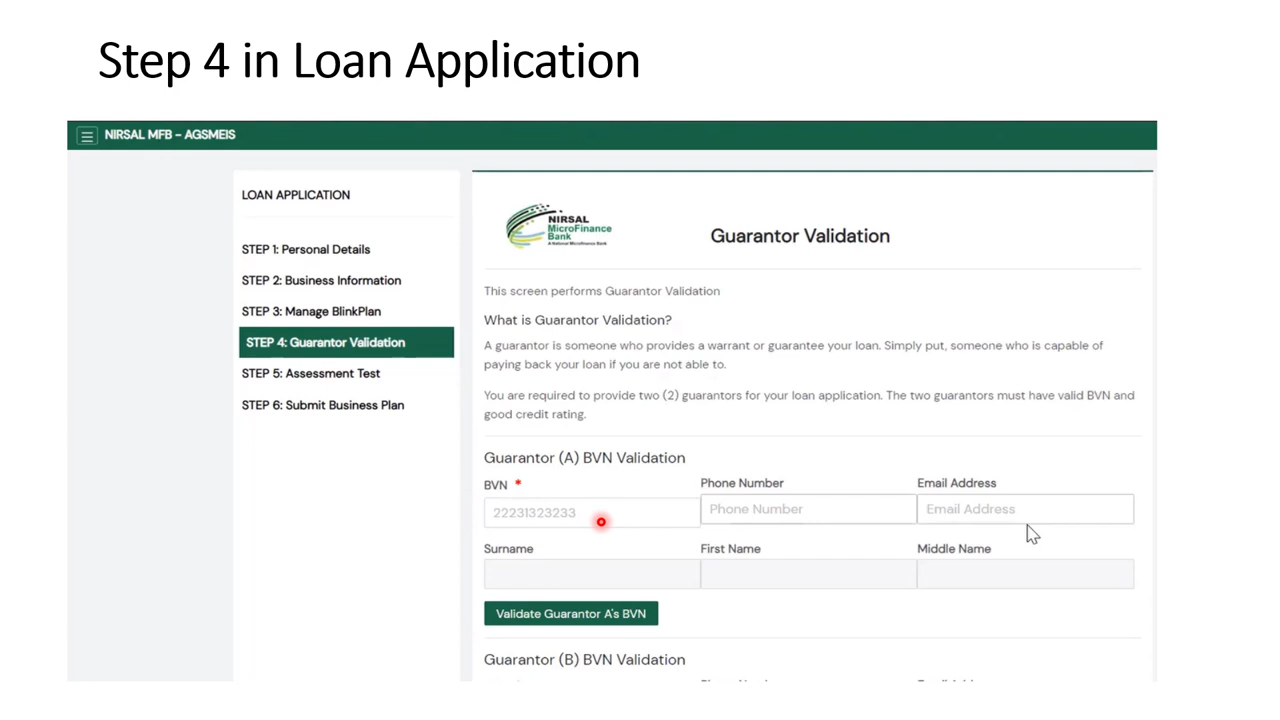 Step 4 in Loan Application
NIRSAL MFB - AGSMEIS
LOAN APPLICATION
STEP 1: Personal Details
STEP 2: Business Information
STEP 3: Manage BlinkPlan
STEP 4: Guarantor Validation
STEP 5: Assessment Test
STEP 6: Submit Business Plan
NIRSAL
MicroFinance
Bank
A National Microfinance Bank
Guarantor Validation
This screen performs Guarantor Validation
What is Guarantor Validation?
A guarantor is someone who provides a warrant or guarantee your loan. Simply put, someone who is capable of
paying back your loan if you are not able to.
You are required to provide two (2) guarantors for your loan application. The two guarantors must have valid BVN and
good credit rating.
Guarantor (A) BVN Validation
BVN * Phone Number Email Address
22231323233 Phone Number Email Address
Surname First Name Middle Name
Validate Guarantor A's BVN
Guarantor (B) BVN Validation